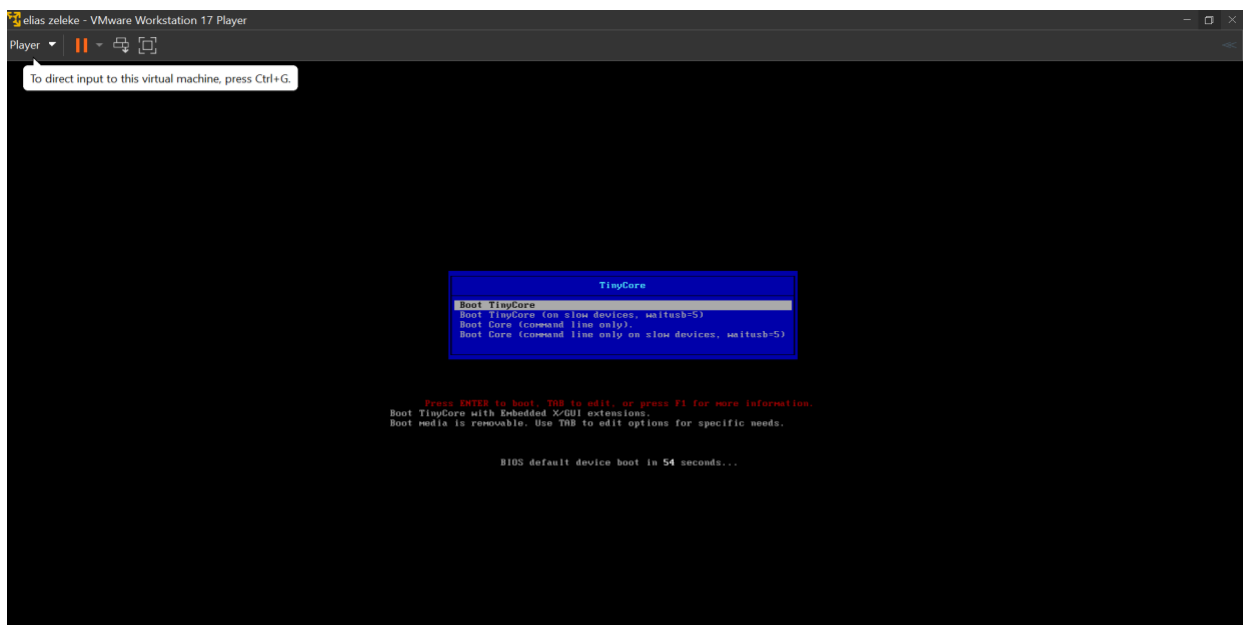 elias zeleke - VMware Workstation 17 Player
Player
To direct input to this virtual machine, press Ctrl+G.
TinyCore
Boot TinyCore
Boot TinyCore (on slow devices, waitusb=5)
Boot Core (command line only).
Boot Core (command line only on slow devices, waitusb=5)
Press ENTER to boot, TAB to edit, or press F1 for more information.
Boot TinyCore with Embedded X/GUI extensions.
Boot media is removable. Use TAB to edit options for specific needs.
BIOS default device boot in 54 seconds...